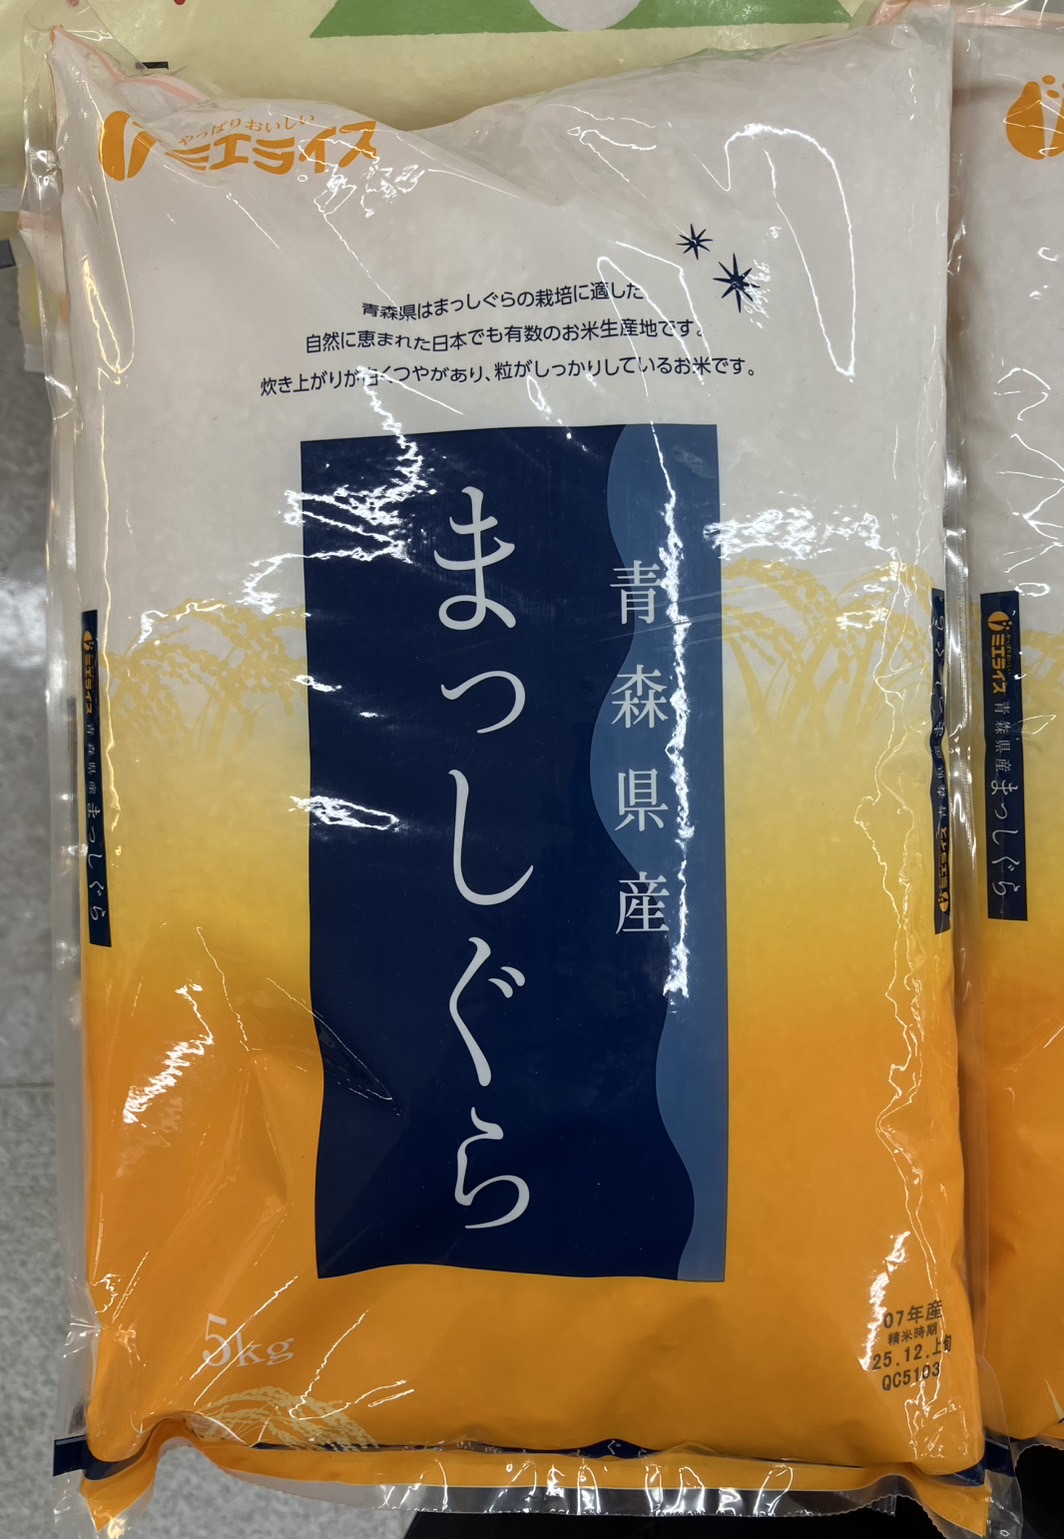 やっぱりおいしい
ミエライス
青森県はまっしぐらの栽培に適した
自然に恵まれた日本でも有数のお米生産地です。
炊き上がりが白くつやがあり、粒がしっかりしているお米です。
青森県産
まっしぐら
ミエライス 青森県産 まっしぐら
5kg
07年産
精米時期
25.12.上旬
QC5103
ミエライス 青森県産 まっしぐら